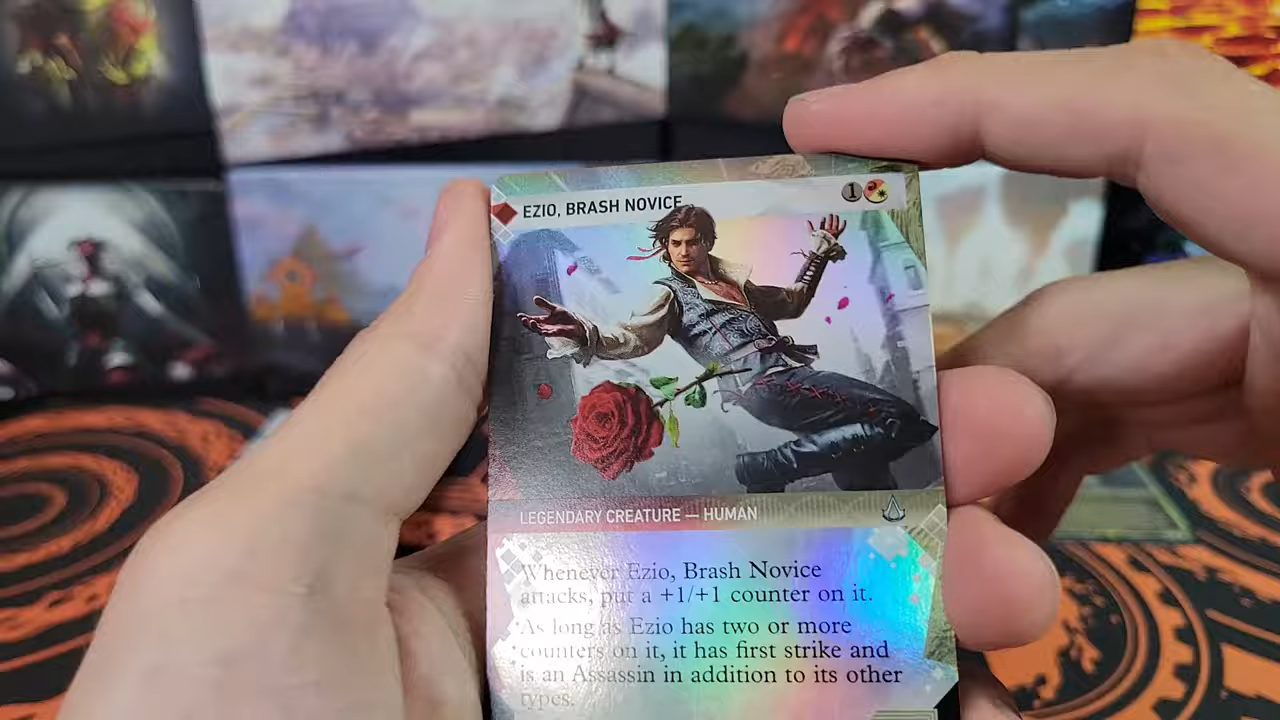 EZIO, BRASH NOVICE
1
LEGENDARY CREATURE — HUMAN
Whenever Ezio, Brash Novice
attacks, put a +1/+1 counter on it.
As long as Ezio has two or more
counters on it, it has first strike and
is an Assassin in addition to its other
types.